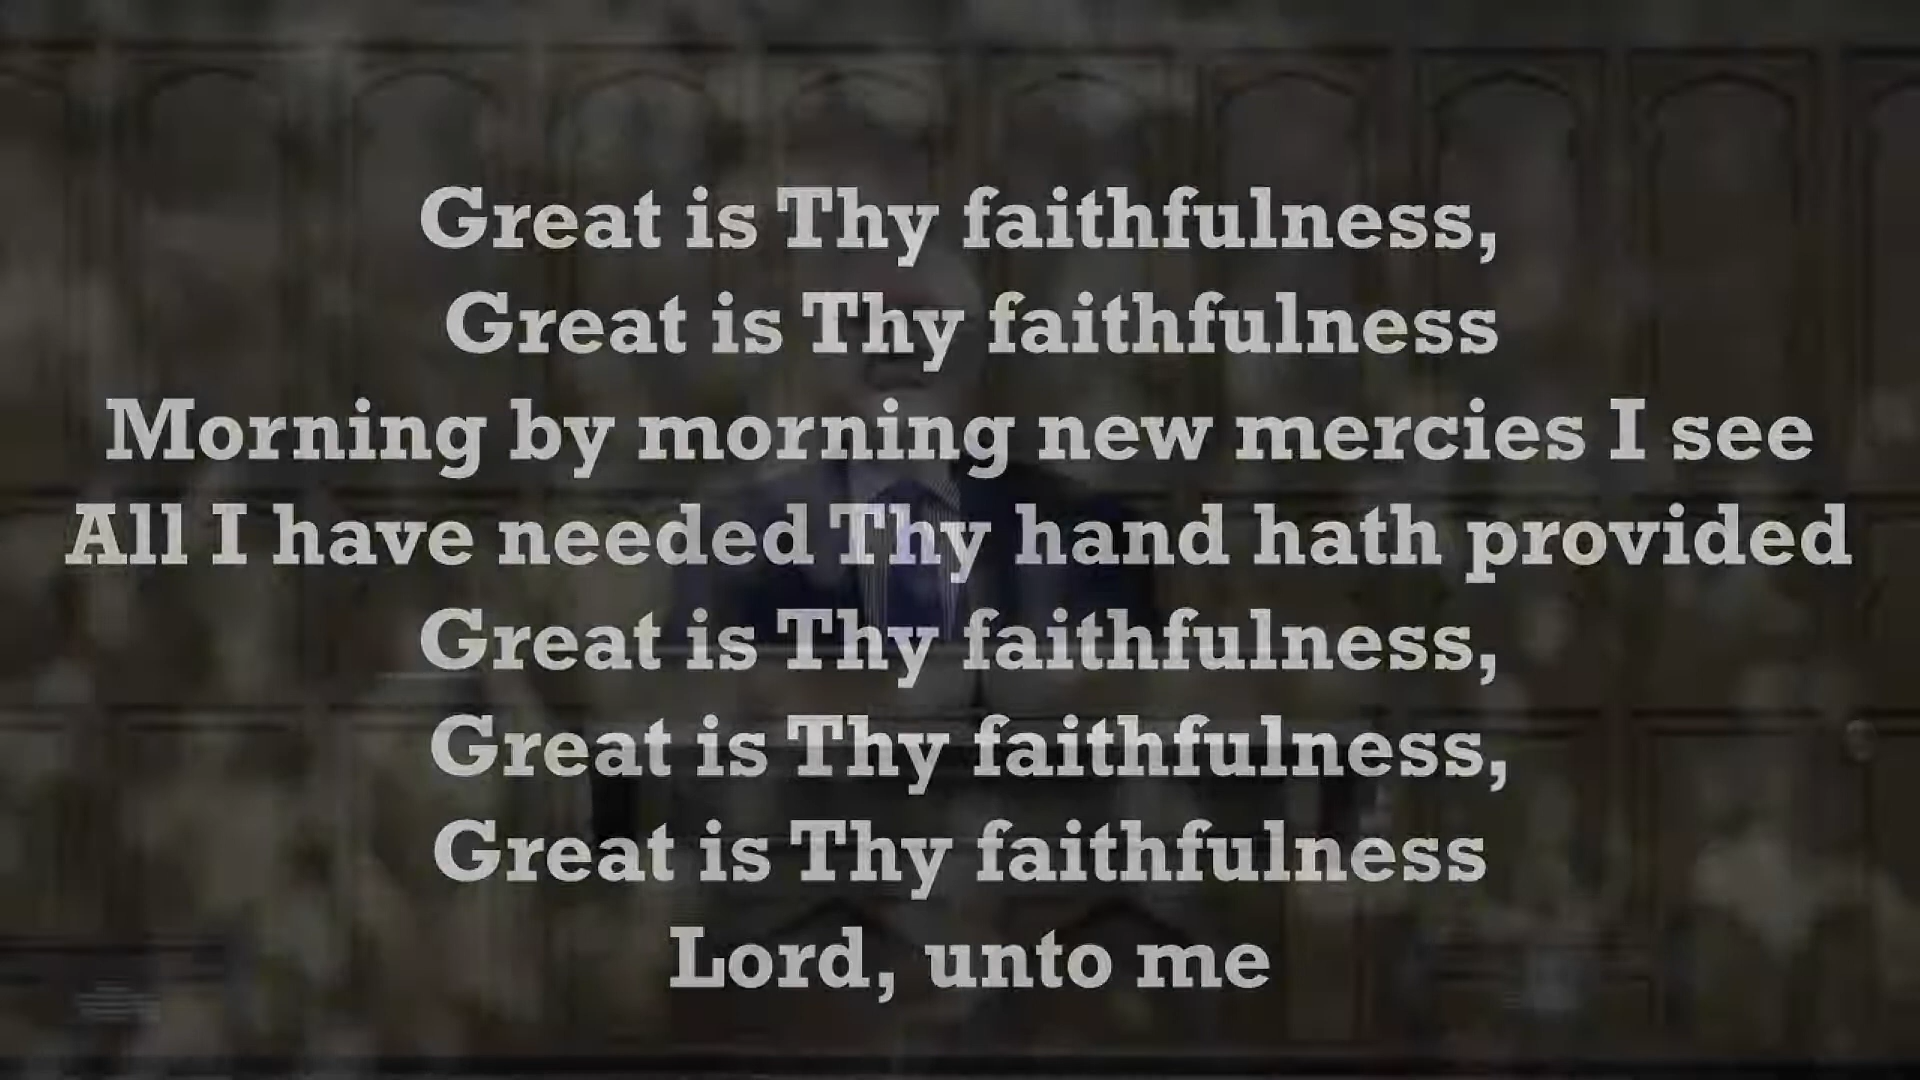 Great is Thy faithfulness,
Great is Thy faithfulness
Morning by morning new mercies I see
All I have needed Thy hand hath provided
Great is Thy faithfulness,
Great is Thy faithfulness,
Great is Thy faithfulness
Lord, unto me